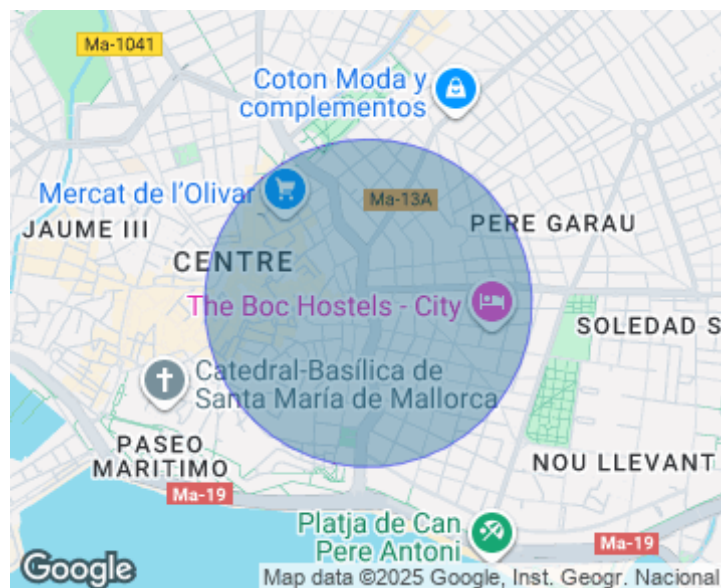 Ma-1041
Coton Moda y
complementos
Mercat de l'Olivar
Ma-13A
JAUME III
PERE GARAU
CENTRE
The Boc Hostels - City
SOLEDAD S
Catedral-Basílica de
Santa María de Mallorca
PASEO
MARITIMO
NOU LLEVANT
Ma-19
Platja de Can
Pere Antoni
Ma-19
Google
Map data ©2025 Google, Inst. Geogr. Nacional